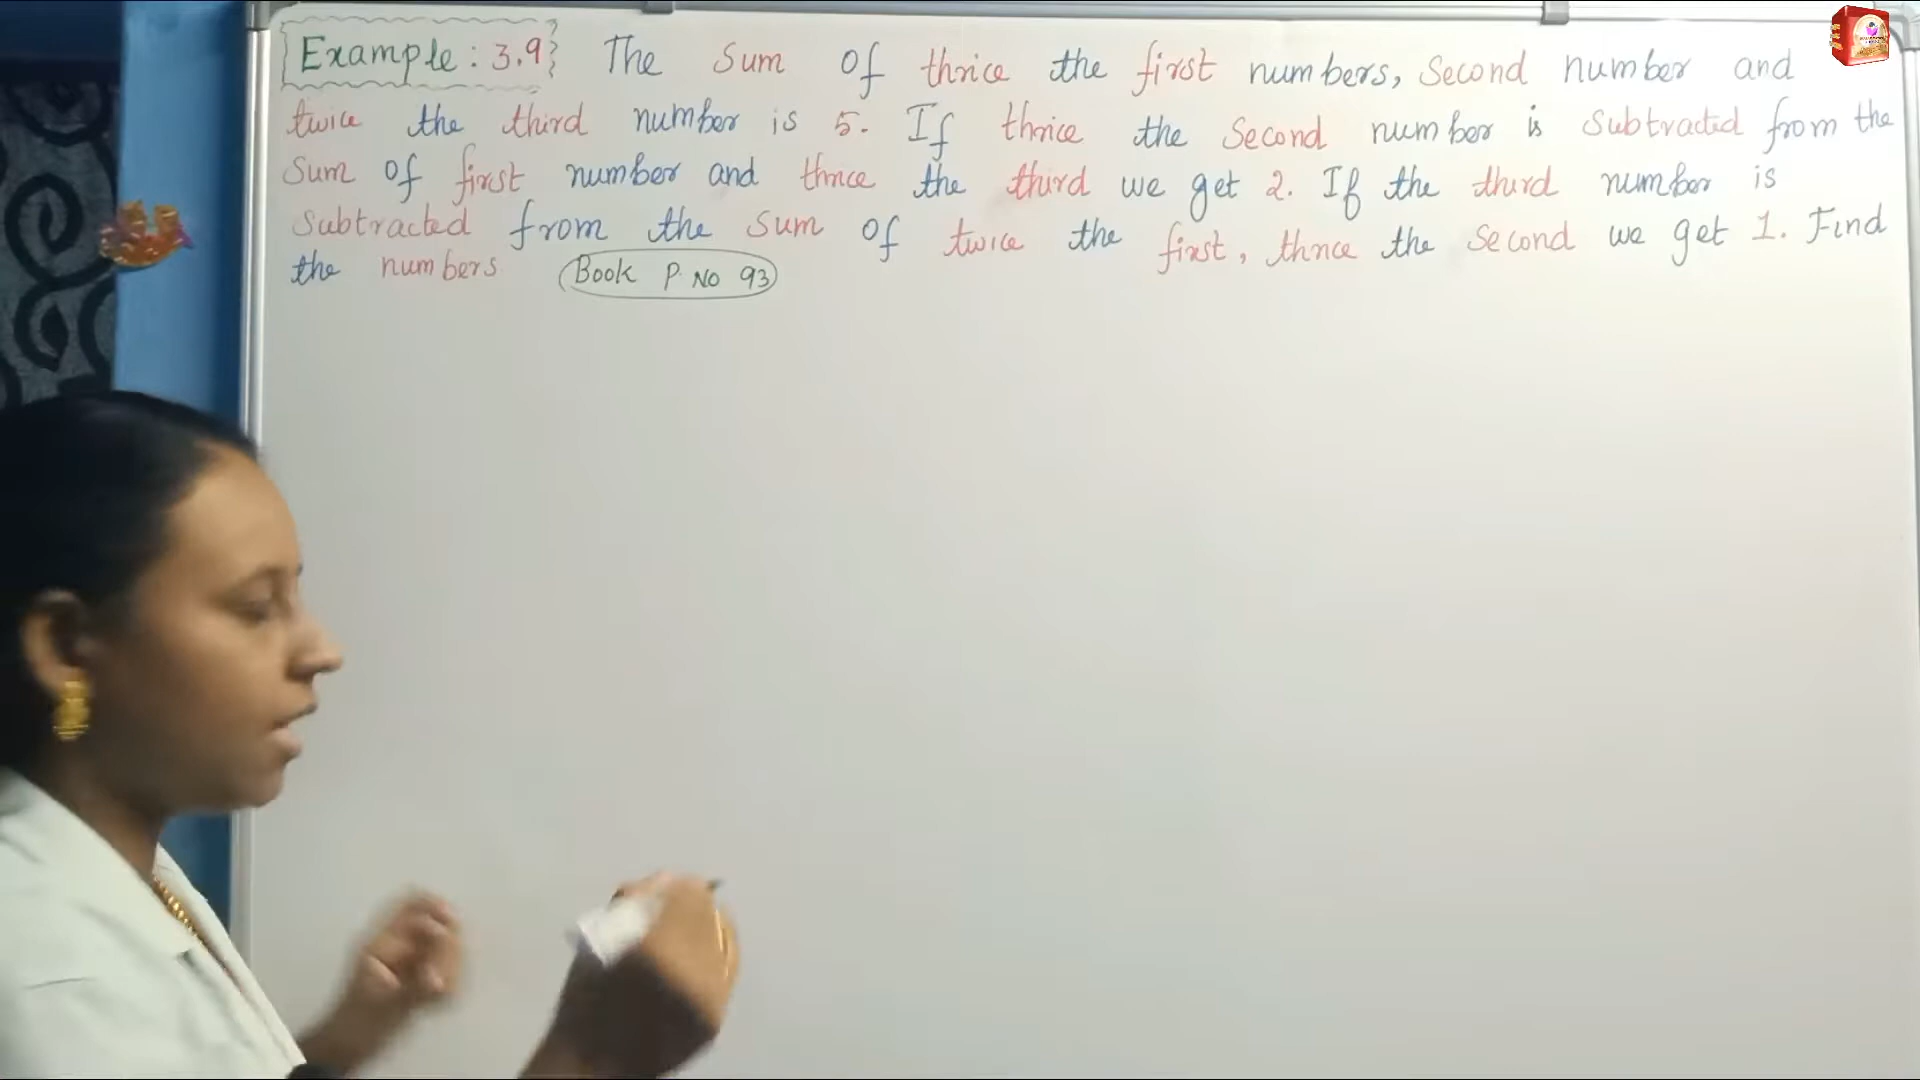 Example: 3.9 The Sum of thrice the first numbers, Second number and
twice the third number is 5. If thrice the Second number is Subtracted from the
Sum of first number and thrice the third we get 2. If the third number is
Subtracted from the sum of twice the first, thrice the Second we get 1. Find
the numbers Book P. No 93